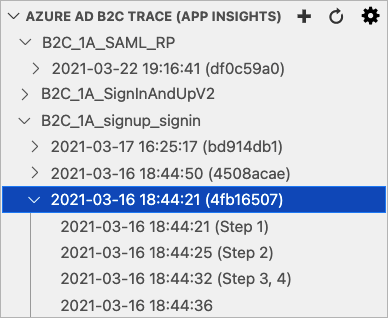 AZURE AD B2C TRACE (APP INSIGHTS)
B2C_1A_SAML_RP
2021-03-22 19:16:41 (df0c59a0)
B2C_1A_SignInAndUpV2
B2C_1A_signup_signin
2021-03-17 16:25:17 (bd914db1)
2021-03-16 18:44:50 (4508acae)
2021-03-16 18:44:21 (4fb16507)
2021-03-16 18:44:21 (Step 1)
2021-03-16 18:44:25 (Step 2)
2021-03-16 18:44:32 (Step 3, 4)
2021-03-16 18:44:36